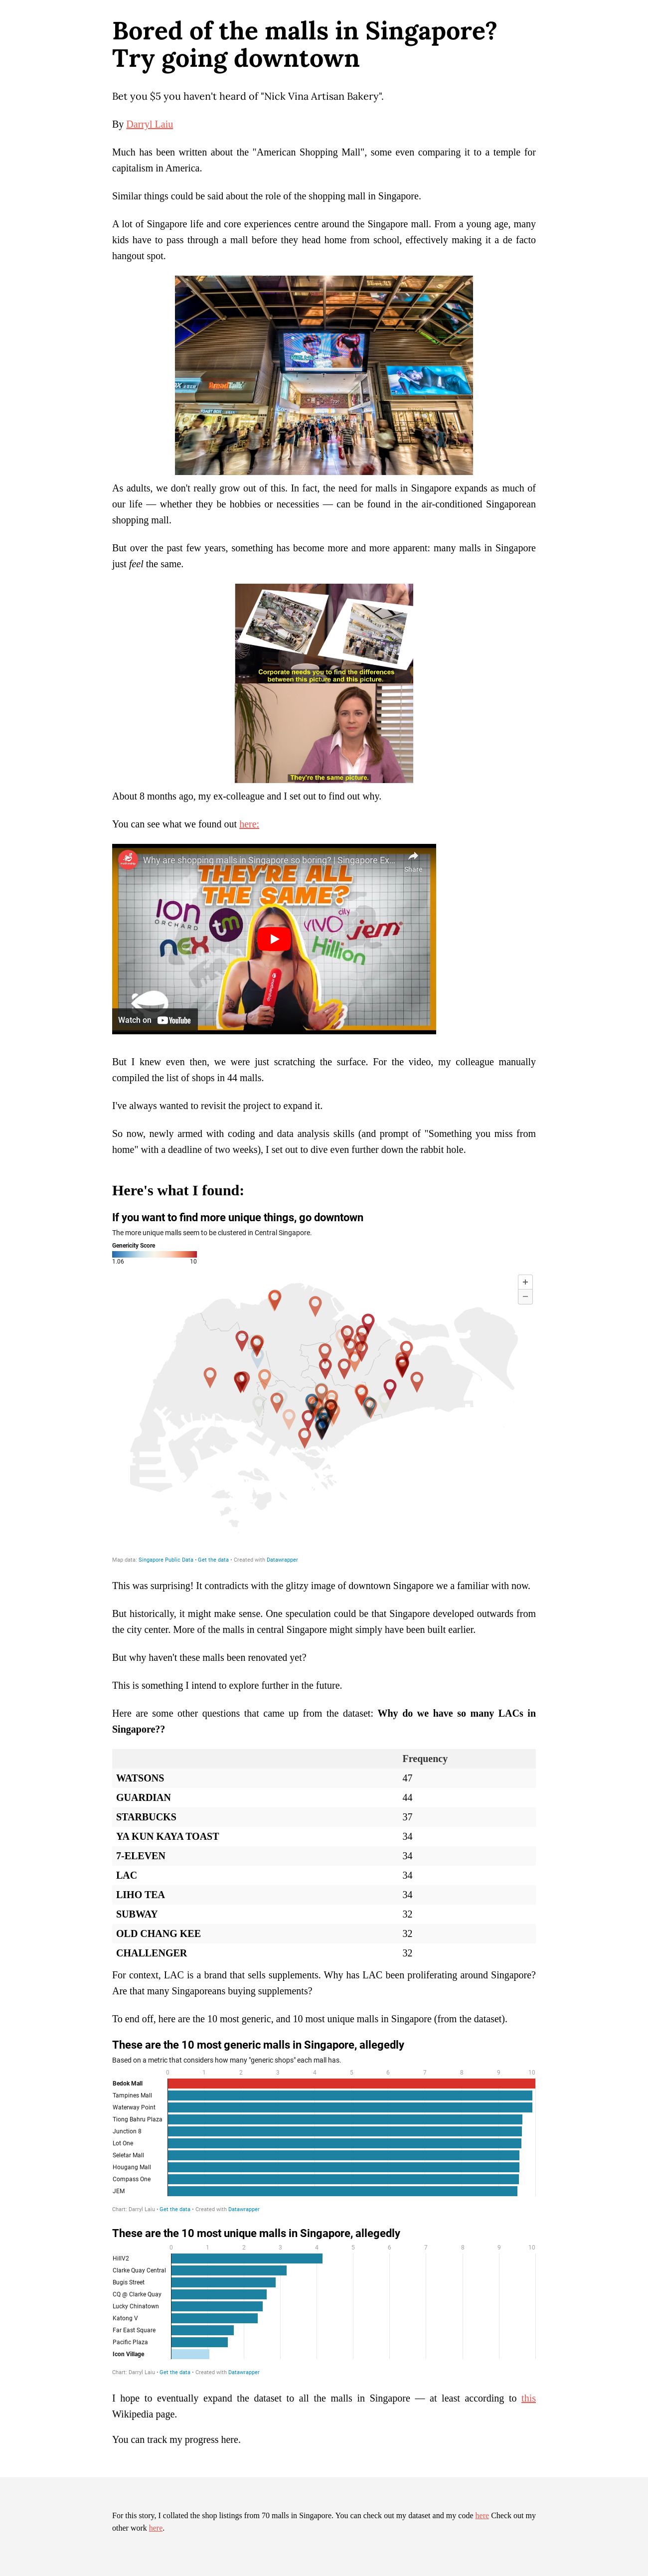 Bored of the malls in Singapore?
Try going downtown
Bet you $5 you haven't heard of "Nick Vina Artisan Bakery".
By Darryl Laiu
Much has been written about the "American Shopping Mall", some even comparing it to a temple for
capitalism in America.
Similar things could be said about the role of the shopping mall in Singapore.
A lot of Singapore life and core experiences centre around the Singapore mall. From a young age, many
kids have to pass through a mall before they head home from school, effectively making it a de facto
hangout spot.
BreadTalk
TOAST BOX
As adults, we don't really grow out of this. In fact, the need for malls in Singapore expands as much of
our life — whether they be hobbies or necessities — can be found in the air-conditioned Singaporean
shopping mall.
But over the past few years, something has become more and more apparent: many malls in Singapore
just feel the same.
Corporate needs you to find the differences
between this picture and this picture.
They're the same picture.
About 8 months ago, my ex-colleague and I set out to find out why.
You can see what we found out here:
Why are shopping malls in Singapore so boring? | Singapore Ex...
Share
THEY'RE ALL
THE SAME?
ION
ORCHARD
tm
VIVO
city
jem
nex
Hillion
Watch on YouTube
But I knew even then, we were just scratching the surface. For the video, my colleague manually
compiled the list of shops in 44 malls.
I've always wanted to revisit the project to expand it.
So now, newly armed with coding and data analysis skills (and prompt of "Something you miss from
home" with a deadline of two weeks), I set out to dive even further down the rabbit hole.
Here's what I found:
If you want to find more unique things, go downtown
The more unique malls seem to be clustered in Central Singapore.
Genericity Score
1.06 10
+
−
Map data: Singapore Public Data • Get the data • Created with Datawrapper
This was surprising! It contradicts with the glitzy image of downtown Singapore we a familiar with now.
But historically, it might make sense. One speculation could be that Singapore developed outwards from
the city center. More of the malls in central Singapore might simply have been built earlier.
But why haven't these malls been renovated yet?
This is something I intend to explore further in the future.
Here are some other questions that came up from the dataset: Why do we have so many LACs in
Singapore??
Frequency
WATSONS 47
GUARDIAN 44
STARBUCKS 37
YA KUN KAYA TOAST 34
7-ELEVEN 34
LAC 34
LIHO TEA 34
SUBWAY 32
OLD CHANG KEE 32
CHALLENGER 32
For context, LAC is a brand that sells supplements. Why has LAC been proliferating around Singapore?
Are that many Singaporeans buying supplements?
To end off, here are the 10 most generic, and 10 most unique malls in Singapore (from the dataset).
These are the 10 most generic malls in Singapore, allegedly
Based on a metric that considers how many "generic shops" each mall has.
0 1 2 3 4 5 6 7 8 9 10
Bedok Mall
Tampines Mall
Waterway Point
Tiong Bahru Plaza
Junction 8
Lot One
Seletar Mall
Hougang Mall
Compass One
JEM
Chart: Darryl Laiu • Get the data • Created with Datawrapper
These are the 10 most unique malls in Singapore, allegedly
0 1 2 3 4 5 6 7 8 9 10
HillV2
Clarke Quay Central
Bugis Street
CQ @ Clarke Quay
Lucky Chinatown
Katong V
Far East Square
Pacific Plaza
Icon Village
Chart: Darryl Laiu • Get the data • Created with Datawrapper
I hope to eventually expand the dataset to all the malls in Singapore — at least according to this
Wikipedia page.
You can track my progress here.
For this story, I collated the shop listings from 70 malls in Singapore. You can check out my dataset and my code here Check out my
other work here.